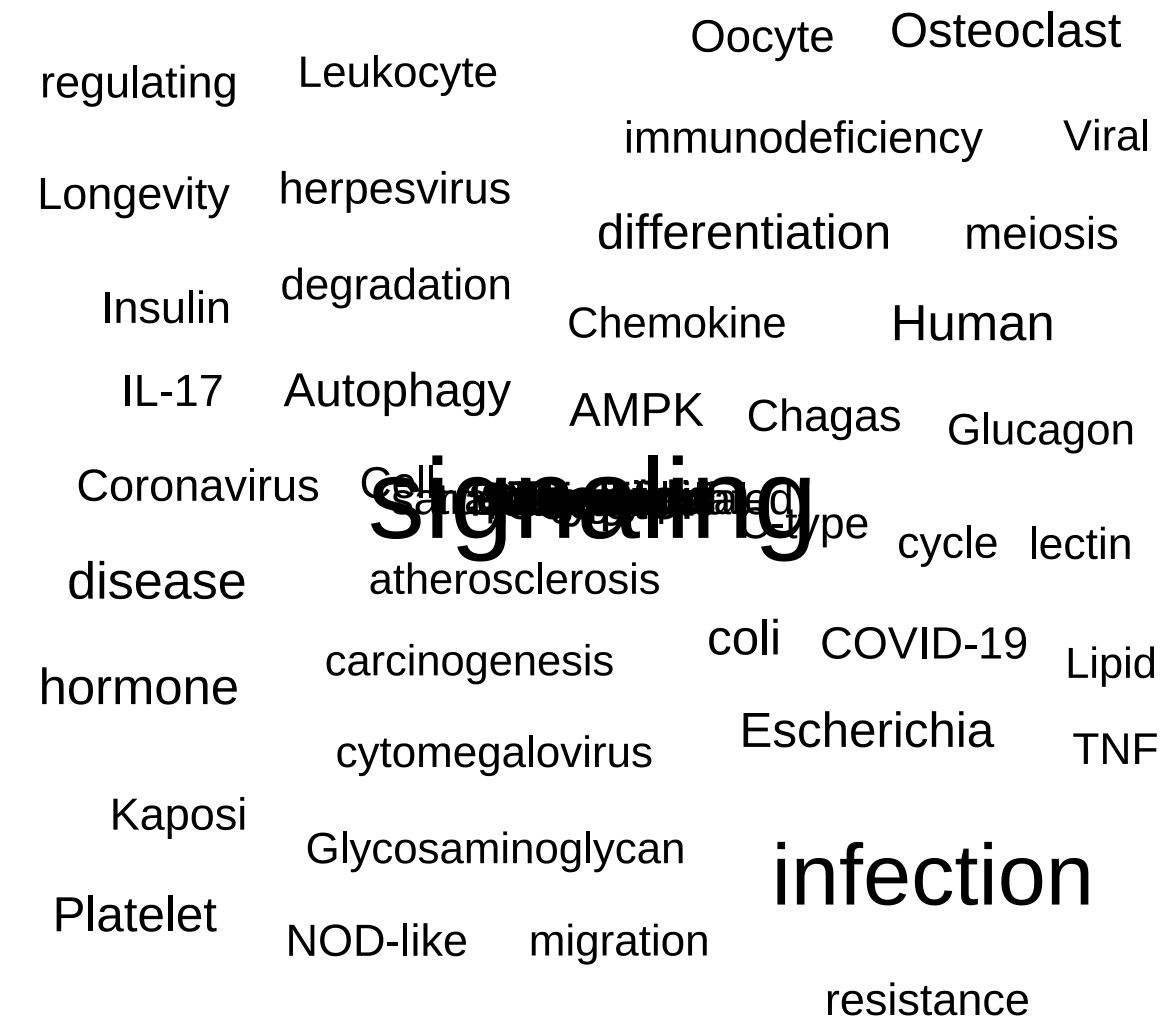 Oocyte
Osteoclast
regulating
Leukocyte
immunodeficiency
Viral
Longevity
herpesvirus
differentiation
meiosis
Insulin
degradation
Chemokine
Human
IL-17
Autophagy
AMPK
Chagas
Glucagon
Coronavirus
Cell
signaling
C-type
cycle
lectin
disease
atherosclerosis
coli
COVID-19
Lipid
hormone
carcinogenesis
Escherichia
TNF
cytomegalovirus
Kaposi
Glycosaminoglycan
infection
Platelet
NOD-like
migration
resistance